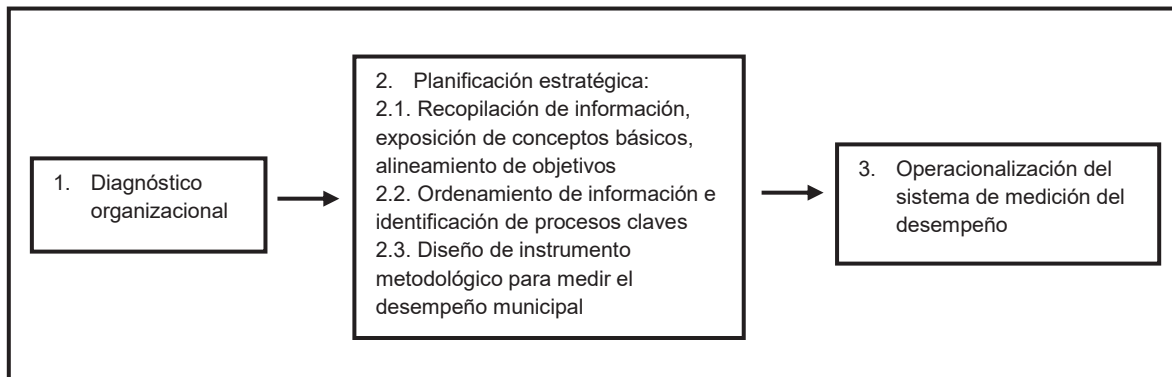 1. Diagnóstico
organizacional
2. Planificación estratégica:
2.1. Recopilación de información,
exposición de conceptos básicos,
alineamiento de objetivos
2.2. Ordenamiento de información e
identificación de procesos claves
2.3. Diseño de instrumento
metodológico para medir el
desempeño municipal
3. Operacionalización del
sistema de medición del
desempeño